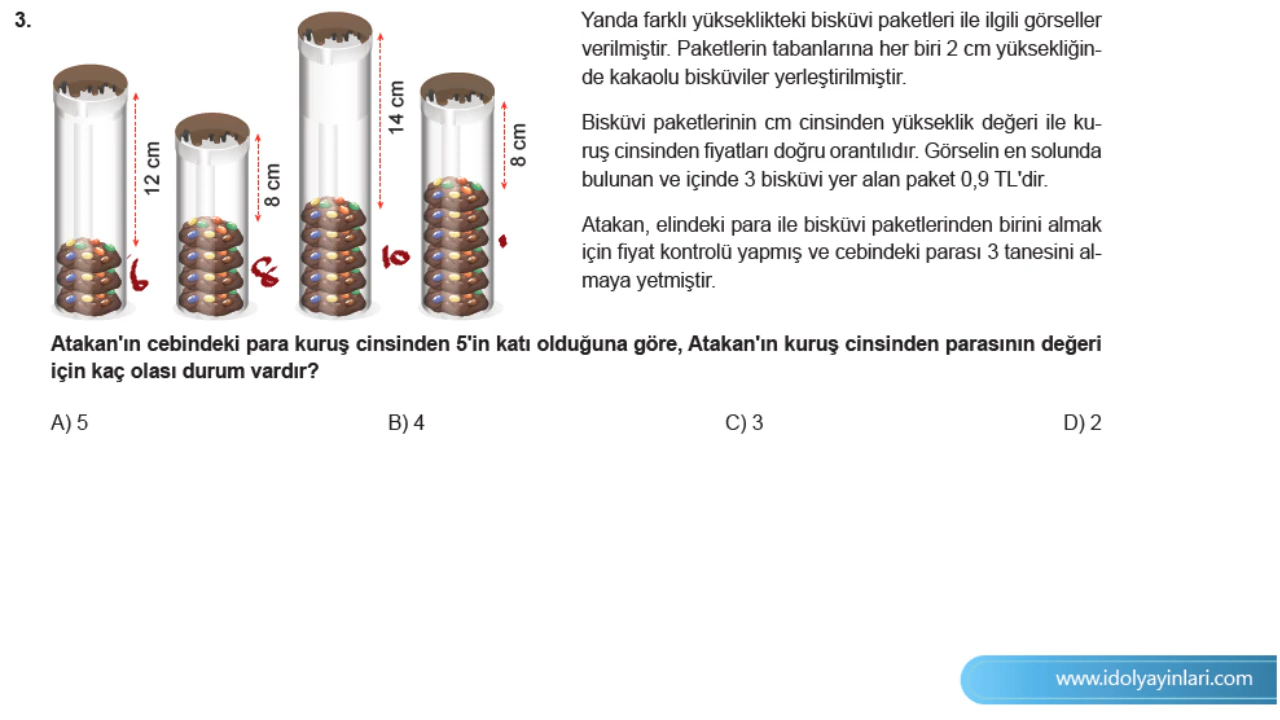 3.
Yanda farklı yükseklikteki bisküvi paketleri ile ilgili görseller
verilmiştir. Paketlerin tabanlarına her biri 2 cm yüksekliğin-
de kakaolu bisküviler yerleştirilmiştir.
Bisküvi paketlerinin cm cinsinden yükseklik değeri ile ku-
ruş cinsinden fiyatları doğru orantılıdır. Görselin en solunda
bulunan ve içinde 3 bisküvi yer alan paket 0,9 TL'dir.
Atakan, elindeki para ile bisküvi paketlerinden birini almak
için fiyat kontrolü yapmış ve cebindeki parası 3 tanesini al-
maya yetmiştir.
12 cm
8 cm
14 cm
8 cm
6
8
10
Atakan'ın cebindeki para kuruş cinsinden 5'in katı olduğuna göre, Atakan'ın kuruş cinsinden parasının değeri
için kaç olası durum vardır?
A) 5
B) 4
C) 3
D) 2
www.idolyayinlari.com